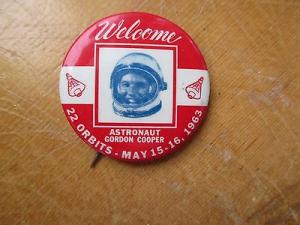 Welcome
ASTRONAUT
GORDON COOPER
22 ORBITS - MAY 15-16, 1963